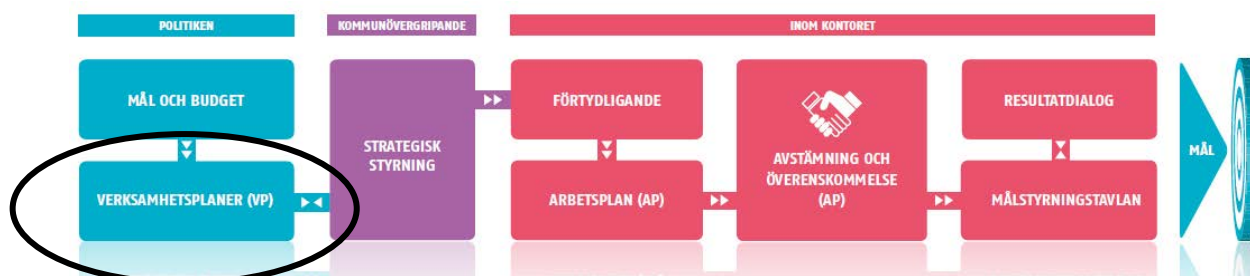 POLITIKEN
KOMMUNÖVERGRIPANDE
INOM KONTORET
MÅL OCH BUDGET
VERKSAMHETSPLANER (VP)
STRATEGISK
STYRNING
FÖRTYDLIGANDE
ARBETSPLAN (AP)
AVSTÄMNING OCH
ÖVERENSKOMMELSE
(AP)
RESULTATDIALOG
MÅLSTYRNINGSTAVLAN
MÅL